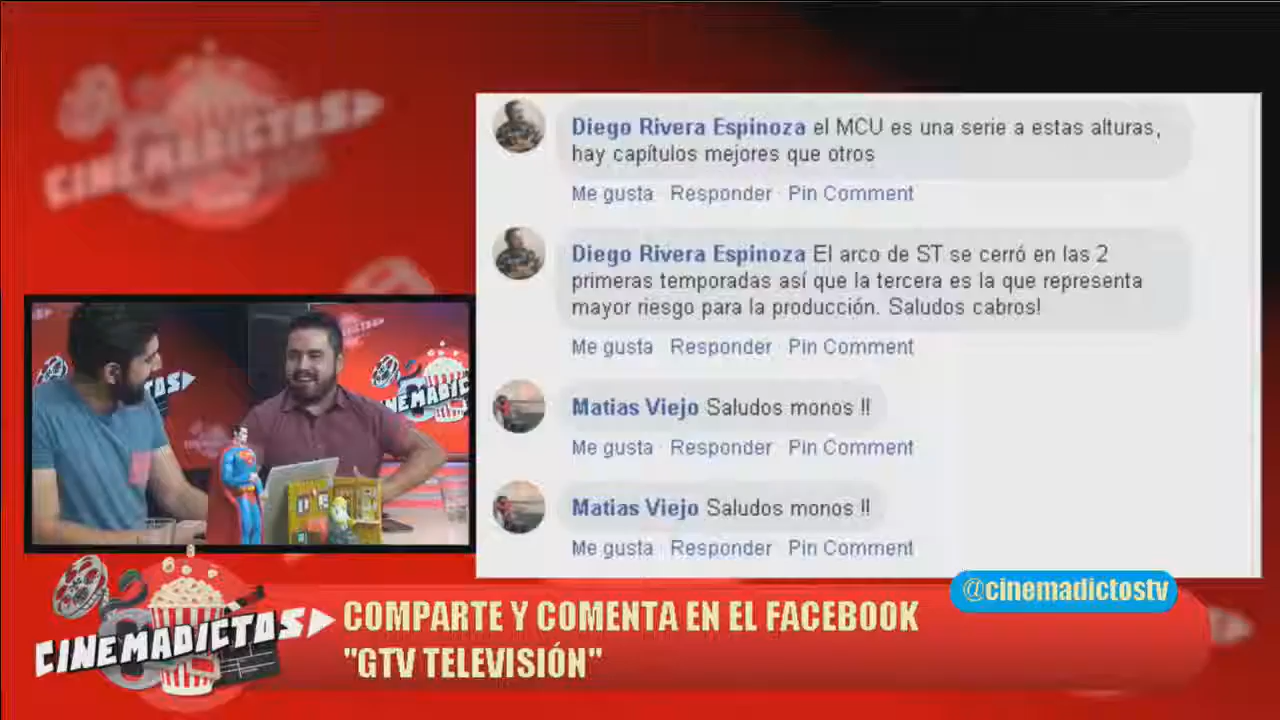 CINEMADICTOS
Diego Rivera Espinoza el MCU es una serie a estas alturas,
hay capítulos mejores que otros
Me gusta · Responder · Pin Comment
Diego Rivera Espinoza El arco de ST se cerró en las 2
primeras temporadas así que la tercera es la que representa
mayor riesgo para la producción. Saludos cabros!
Me gusta · Responder · Pin Comment
Matias Viejo Saludos monos !!
Me gusta · Responder · Pin Comment
Matias Viejo Saludos monos !!
Me gusta · Responder · Pin Comment
@cinemadictostv
CINEMADICTOS
COMPARTE Y COMENTA EN EL FACEBOOK
"GTV TELEVISIÓN"